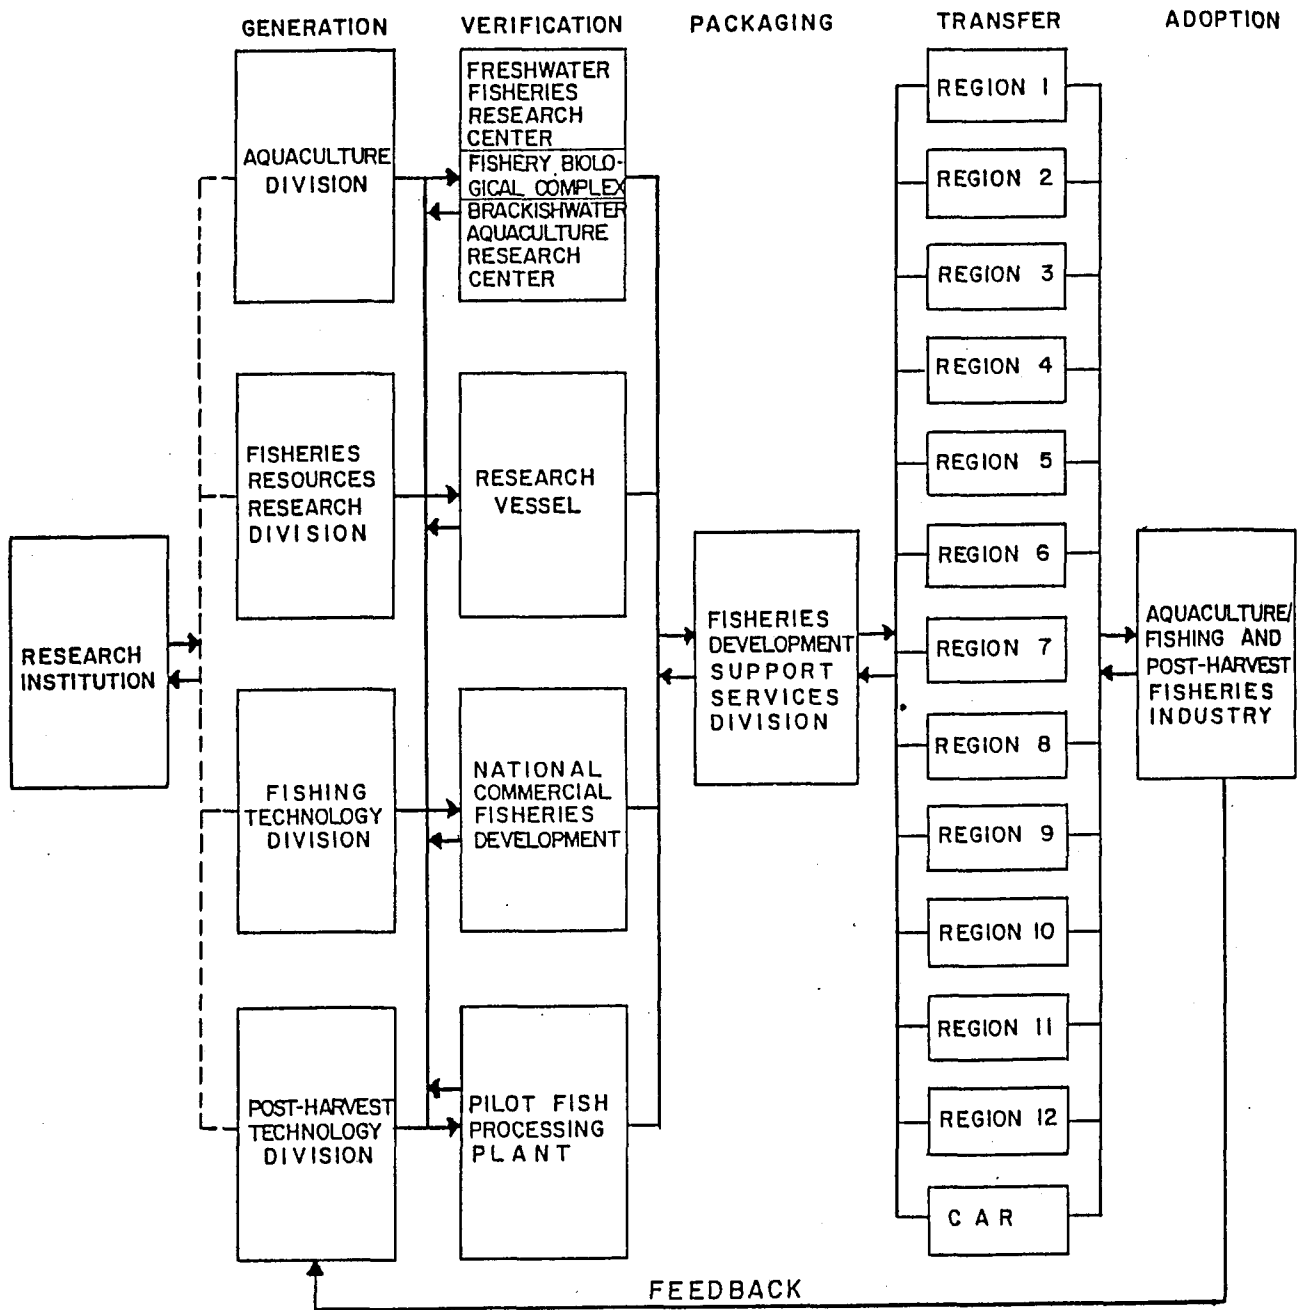 GENERATION VERIFICATION PACKAGING TRANSFER ADOPTION
RESEARCH
INSTITUTION
AQUACULTURE
DIVISION
FISHERIES
RESOURCES
RESEARCH
DIVISION
FISHING
TECHNOLOGY
DIVISION
POST-HARVEST
TECHNOLOGY
DIVISION
FRESHWATER
FISHERIES
RESEARCH
CENTER
FISHERY BIOLO-
GICAL COMPLEX
BRACKISHWATER
AQUACULTURE
RESEARCH
CENTER
RESEARCH
VESSEL
NATIONAL
COMMERCIAL
FISHERIES
DEVELOPMENT
PILOT FISH
PROCESSING
PLANT
FISHERIES
DEVELOPMENT
SUPPORT
SERVICES
DIVISION
REGION 1
REGION 2
REGION 3
REGION 4
REGION 5
REGION 6
REGION 7
REGION 8
REGION 9
REGION 10
REGION 11
REGION 12
CAR
AQUACULTURE/
FISHING AND
POST-HARVEST
FISHERIES
INDUSTRY
FEEDBACK